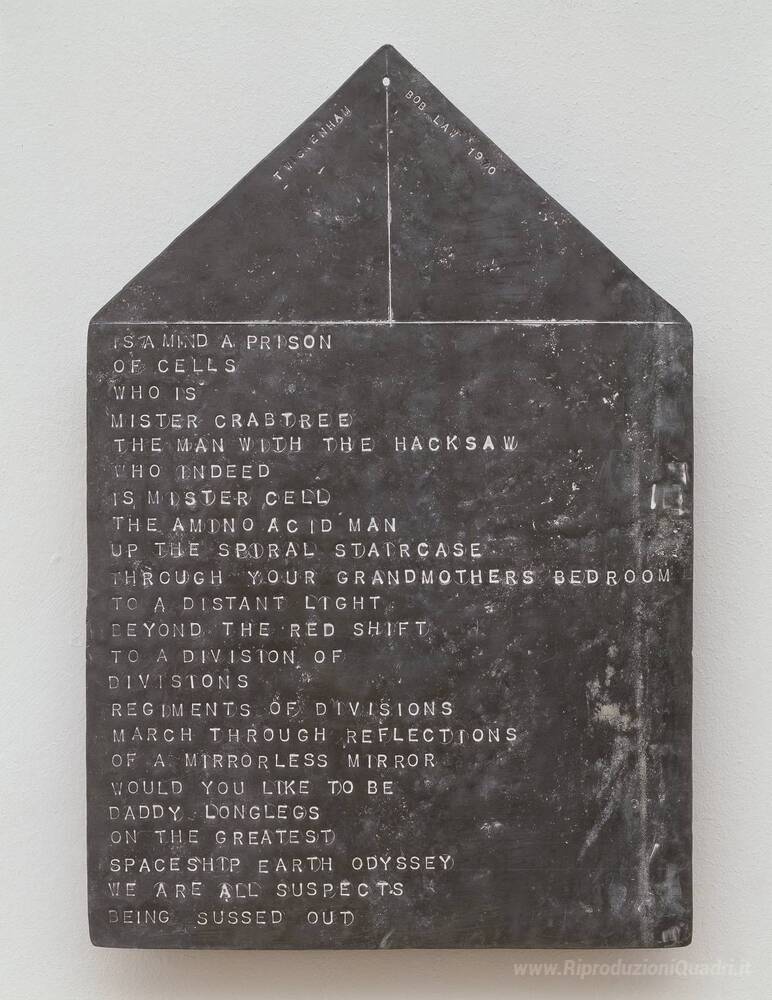 TWICKENHAM
BOB LAW 1970
IS A MIND A PRISON
OF CELLS
WHO IS
MISTER CRABTREE
THE MAN WITH THE HACKSAW
WHO INDEED
IS MISTER CELL
THE AMINO ACID MAN
UP THE SPIRAL STAIRCASE
THROUGH YOUR GRANDMOTHERS BEDROOM
TO A DISTANT LIGHT
BEYOND THE RED SHIFT
TO A DIVISION OF
DIVISIONS
REGIMENTS OF DIVISIONS
MARCH THROUGH REFLECTIONS
OF A MIRRORLESS MIRROR
WOULD YOU LIKE TO BE
DADDY LONGLEGS
ON THE GREATEST
SPACESHIP EARTH ODYSSEY
WE ARE ALL SUSPECTS
BEING SUSSED OUT
www.RiproduzioniQuadri.it